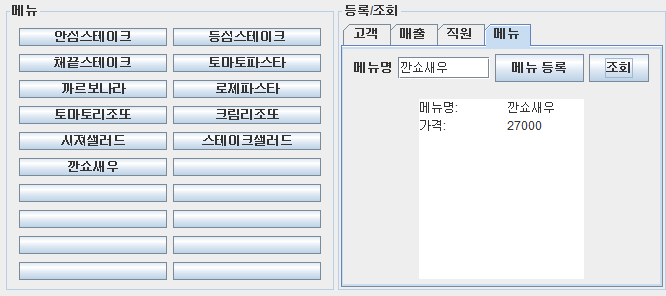 메뉴
안심스테이크 등심스테이크
채끝스테이크 토마토파스타
까르보나라 로제파스타
토마토리조또 크림리조또
시저샐러드 스테이크샐러드
깐쇼새우
등록/조회
고객 매출 직원 메뉴
메뉴명 깐쇼새우 메뉴 등록 조회
메뉴명: 깐쇼새우
가격: 27000